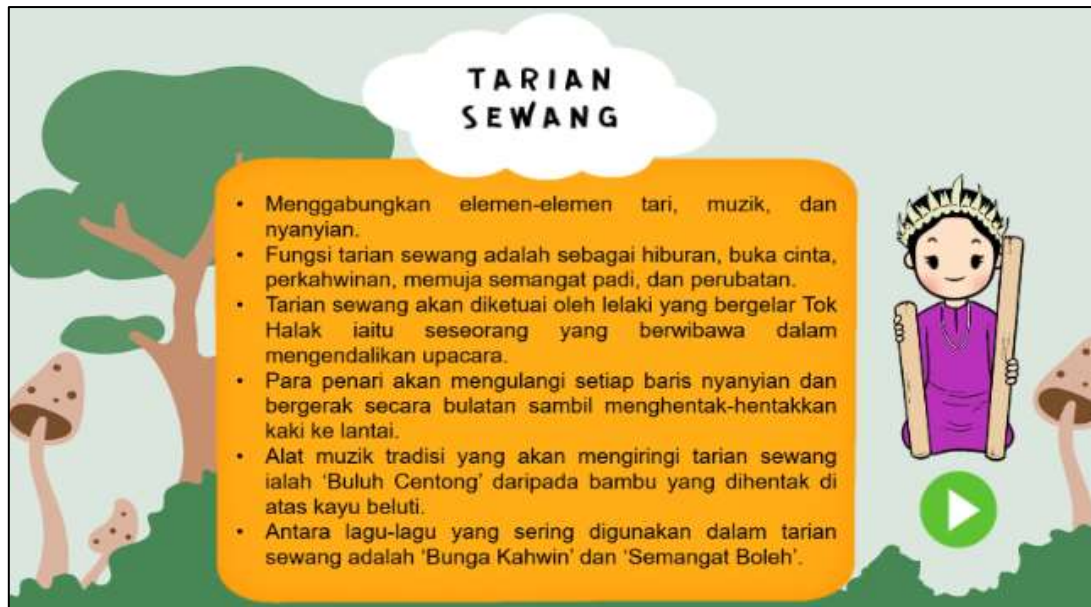 TARIAN
SEWANG
• Menggabungkan elemen-elemen tari, muzik, dan
nyanyian.
• Fungsi tarian sewang adalah sebagai hiburan, buka cinta,
perkahwinan, memuja semangat padi, dan perubatan.
• Tarian sewang akan diketuai oleh lelaki yang bergelar Tok
Halak iaitu seseorang yang berwibawa dalam
mengendalikan upacara.
• Para penari akan mengulangi setiap baris nyanyian dan
bergerak secara bulatan sambil menghentak-hentakkan
kaki ke lantai.
• Alat muzik tradisi yang akan mengiringi tarian sewang
ialah ‘Buluh Centong’ daripada bambu yang dihentak di
atas kayu beluti.
• Antara lagu-lagu yang sering digunakan dalam tarian
sewang adalah ‘Bunga Kahwin’ dan ‘Semangat Boleh’.